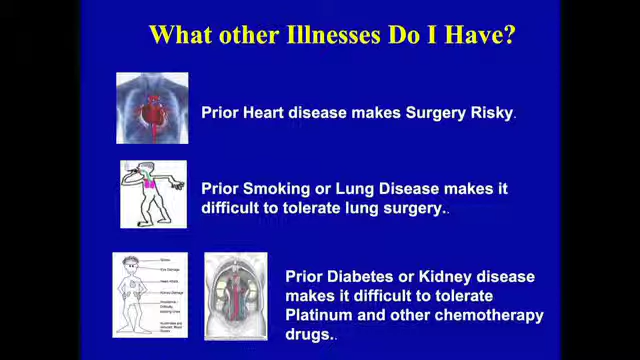 What other Illnesses Do I Have?
Prior Heart disease makes Surgery Risky.
Prior Smoking or Lung Disease makes it
difficult to tolerate lung surgery..
Prior Diabetes or Kidney disease
makes it difficult to tolerate
Platinum and other chemotherapy
drugs..